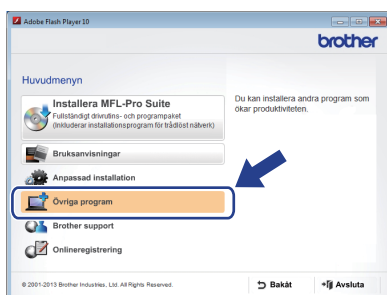 Adobe Flash Player 10
brother
Huvudmenyn
Installera MFL-Pro Suite
Fullständigt drivrutins- och programpaket
(Inkluderar installationsprogram för trådlöst nätverk)
Du kan installera andra program som
ökar produktiviteten.
Bruksanvisningar
Anpassad installation
Övriga program
Brother support
Onlineregistrering
© 2001-2013 Brother Industries, Ltd. All Rights Reserved.
Bakåt
Avsluta